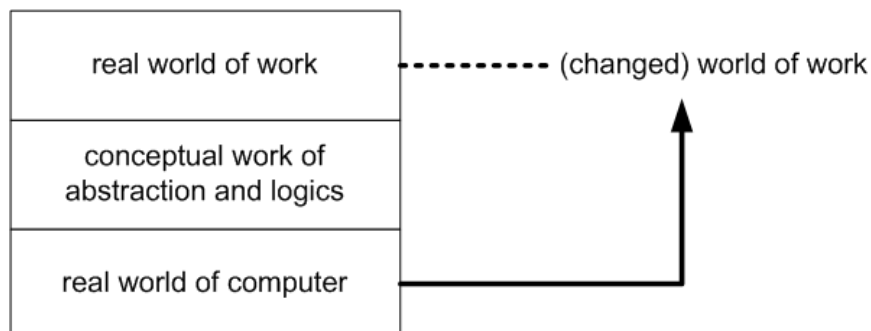 real world of work
(changed) world of work
conceptual work of
abstraction and logics
real world of computer